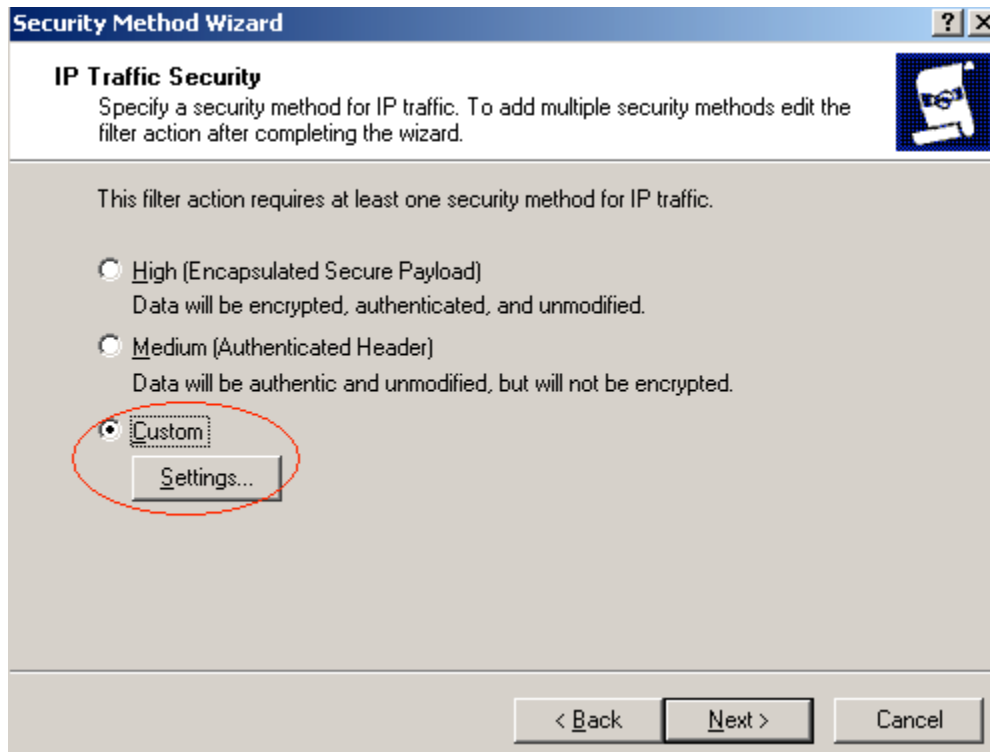 Security Method Wizard
IP Traffic Security
Specify a security method for IP traffic. To add multiple security methods edit the
filter action after completing the wizard.
This filter action requires at least one security method for IP traffic.
High (Encapsulated Secure Payload)
Data will be encrypted, authenticated, and unmodified.
Medium (Authenticated Header)
Data will be authentic and unmodified, but will not be encrypted.
Custom
Settings...
< Back Next > Cancel